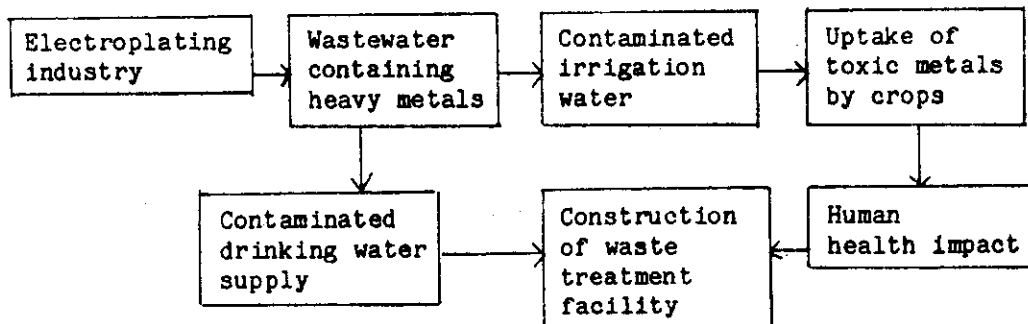 Electroplating
industry
Wastewater
containing
heavy metals
Contaminated
irrigation
water
Uptake of
toxic metals
by crops
Contaminated
drinking water
supply
Construction
of waste
treatment
facility
Human
health impact